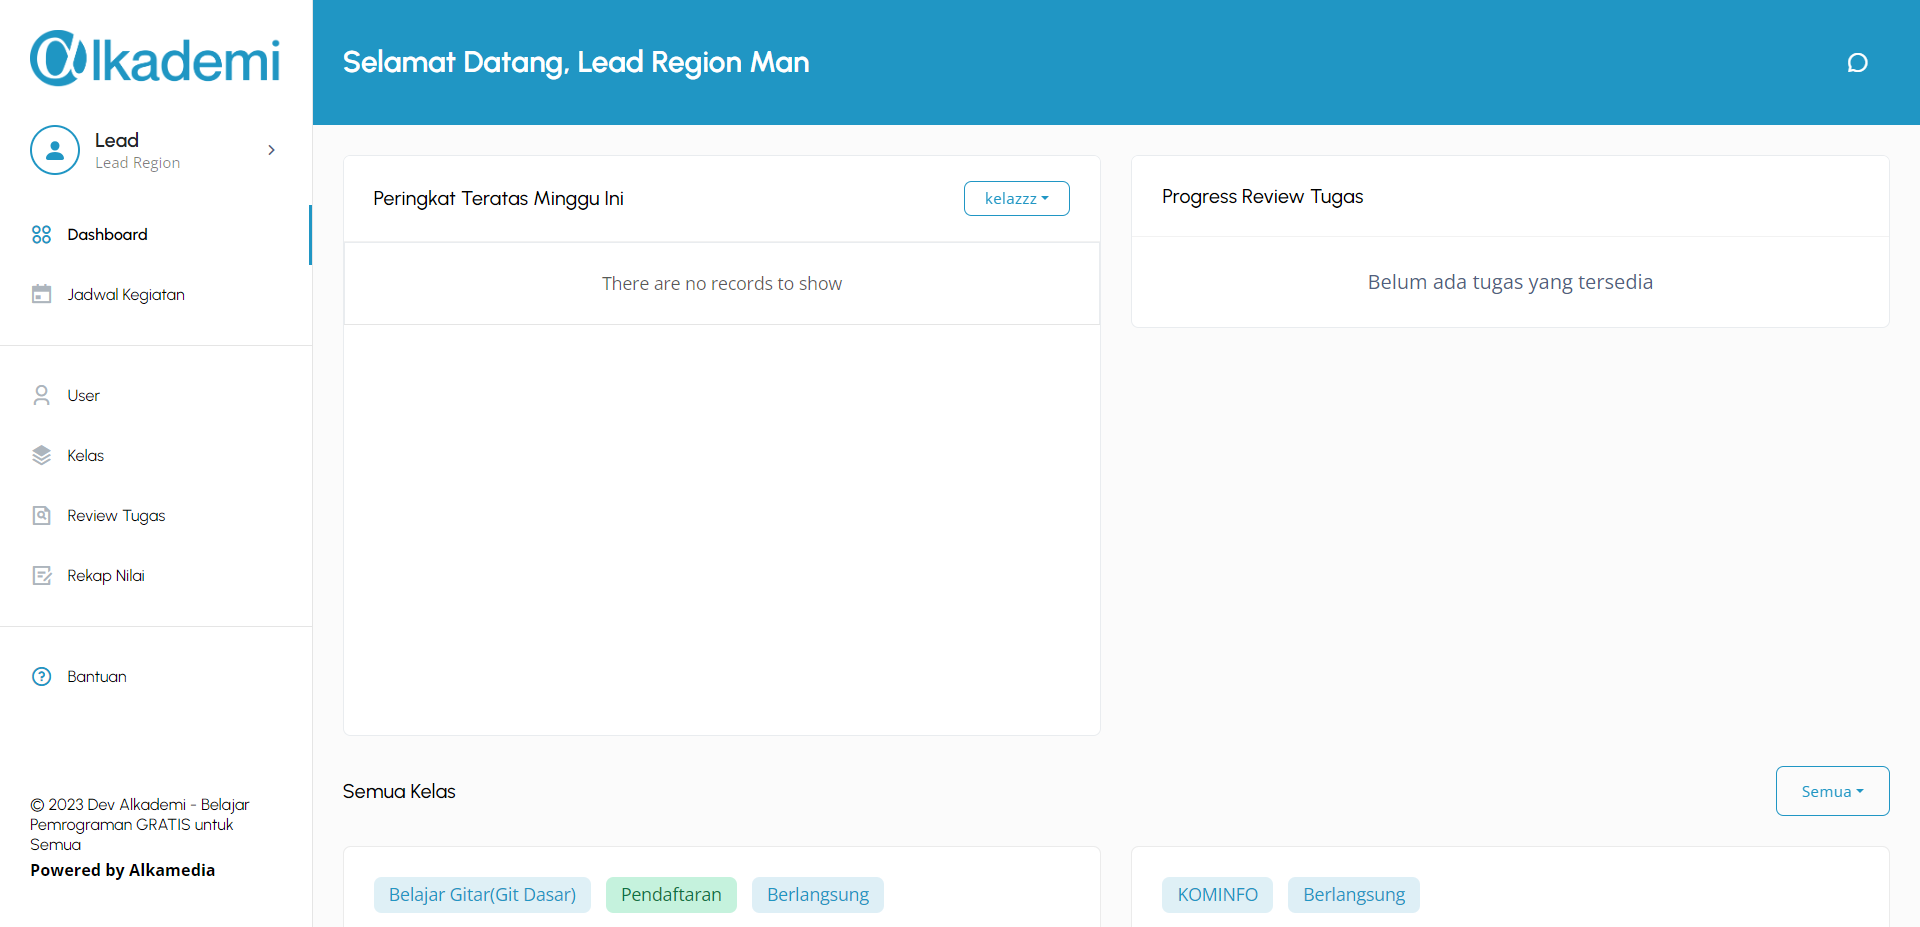 @lkademi
Lead
Lead Region
Dashboard
Jadwal Kegiatan
User
Kelas
Review Tugas
Rekap Nilai
Bantuan
© 2023 Dev Alkademi - Belajar
Pemrograman GRATIS untuk
Semua
Powered by Alkamedia
Selamat Datang, Lead Region Man
Peringkat Teratas Minggu Ini
kelazzz
There are no records to show
Progress Review Tugas
Belum ada tugas yang tersedia
Semua Kelas
Semua
Belajar Gitar(Git Dasar) Pendaftaran Berlangsung
KOMINFO Berlangsung